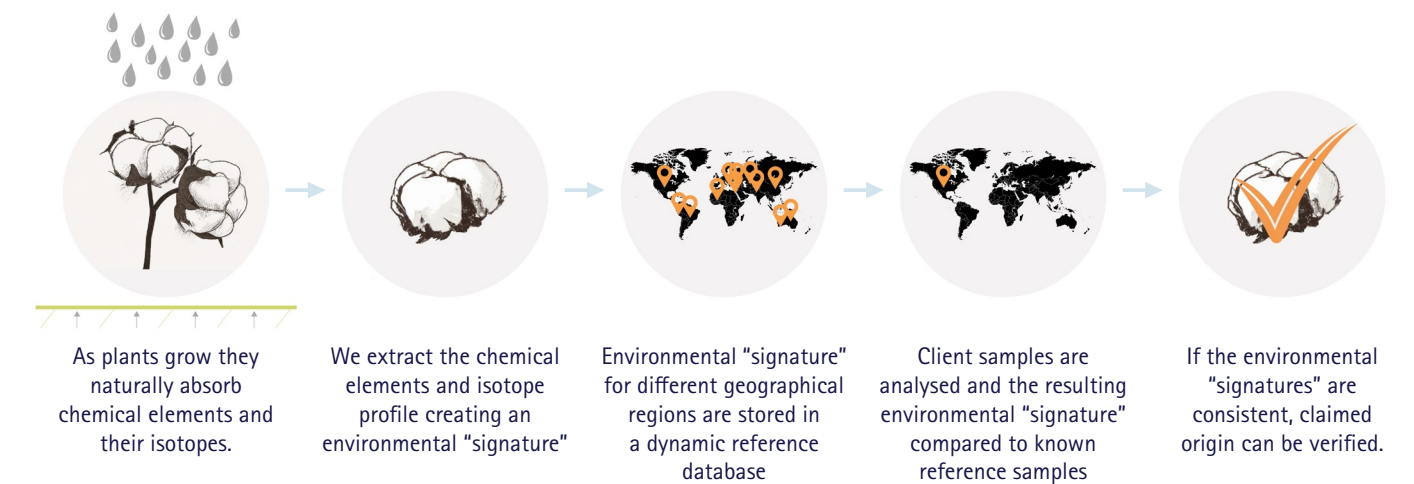 As plants grow they
naturally absorb
chemical elements and
their isotopes.
We extract the chemical
elements and isotope
profile creating an
environmental “signature”
Environmental “signature”
for different geographical
regions are stored in
a dynamic reference
database
Client samples are
analysed and the resulting
environmental “signature”
compared to known
reference samples
If the environmental
“signatures” are
consistent, claimed
origin can be verified.